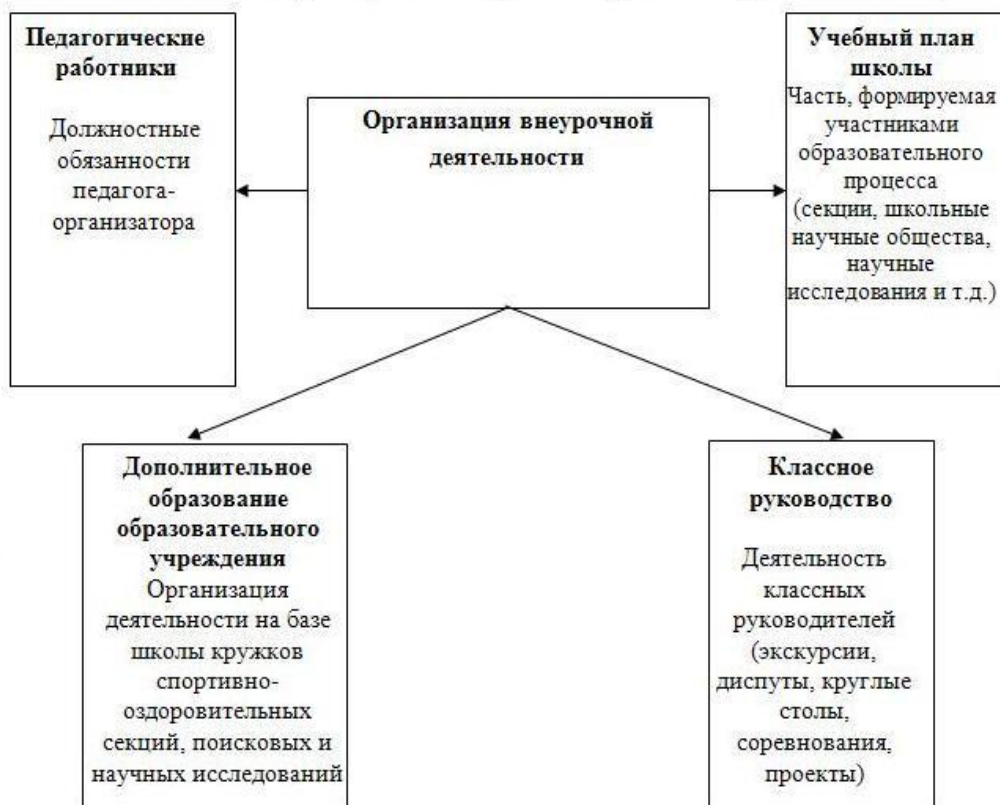 Педагогические
работники
Должностные
обязанности
педагога-
организатора
Организация внеурочной
деятельности
Учебный план
школы
Часть, формируемая
участниками
образовательного
процесса
(секции, школьные
научные общества,
научные
исследования и т.д.)
Дополнительное
образование
образовательного
учреждения
Организация
деятельности на базе
школы кружков
спортивно-
оздоровительных
секций, поисковых и
научных исследований
Классное
руководство
Деятельность
классных
руководителей
(экскурсии,
диспуты, круглые
столы,
соревнования,
проекты)